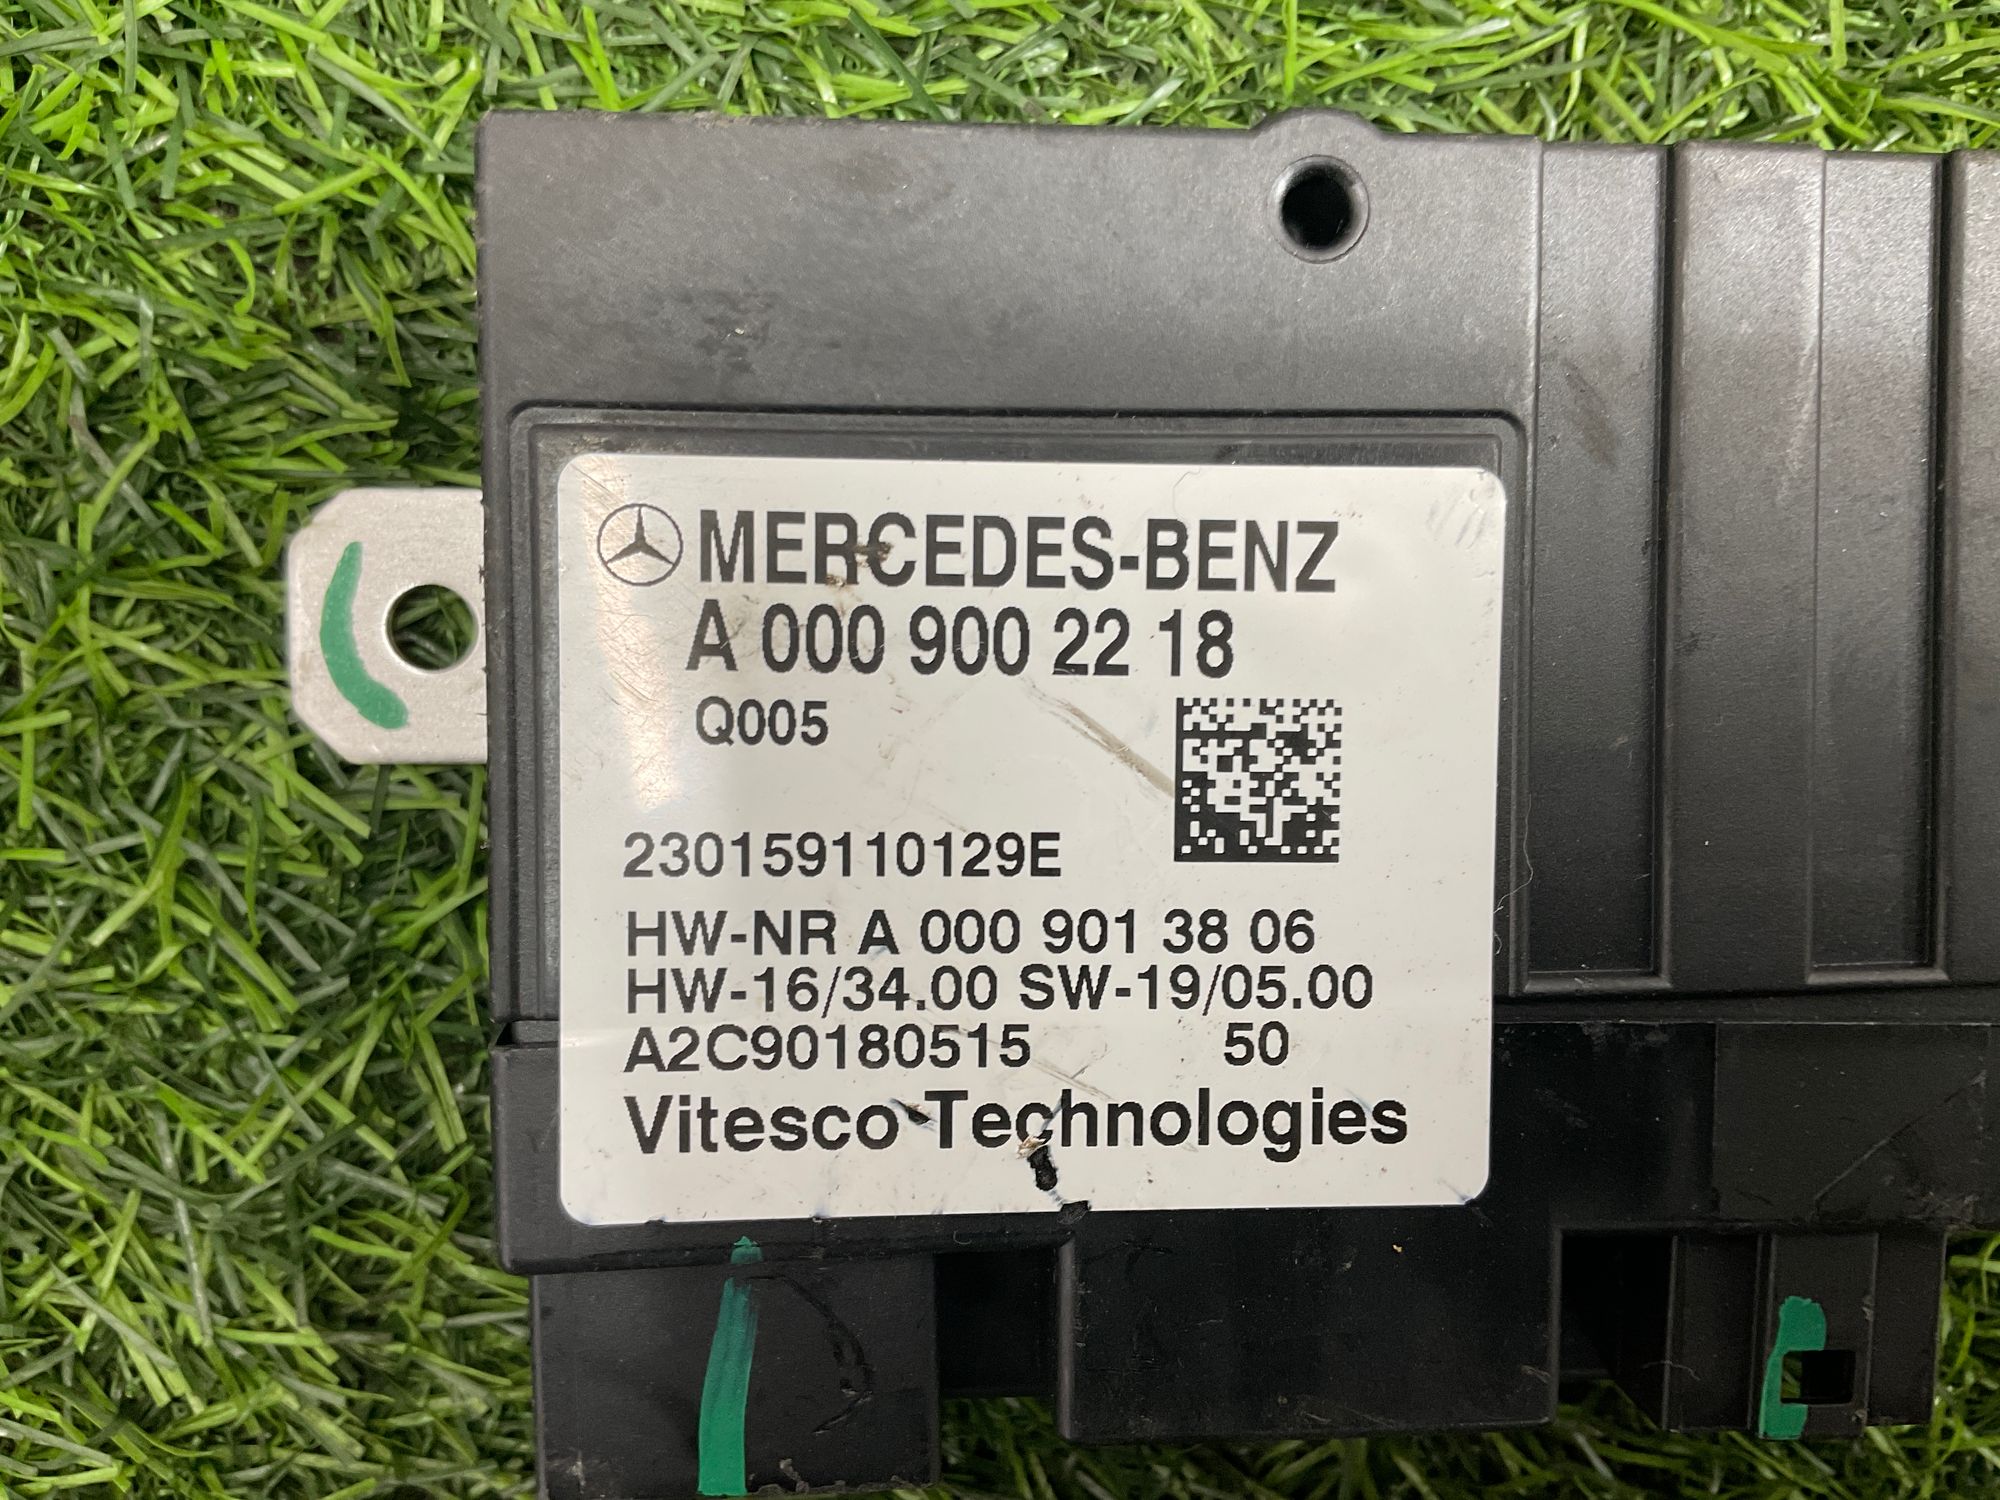 MERCEDES-BENZ
A 000 900 22 18
Q005
230159110129E
HW-NR A 000 901 38 06
HW-16/34.00 SW-19/05.00
A2C90180515 50
Vitesco Technologies